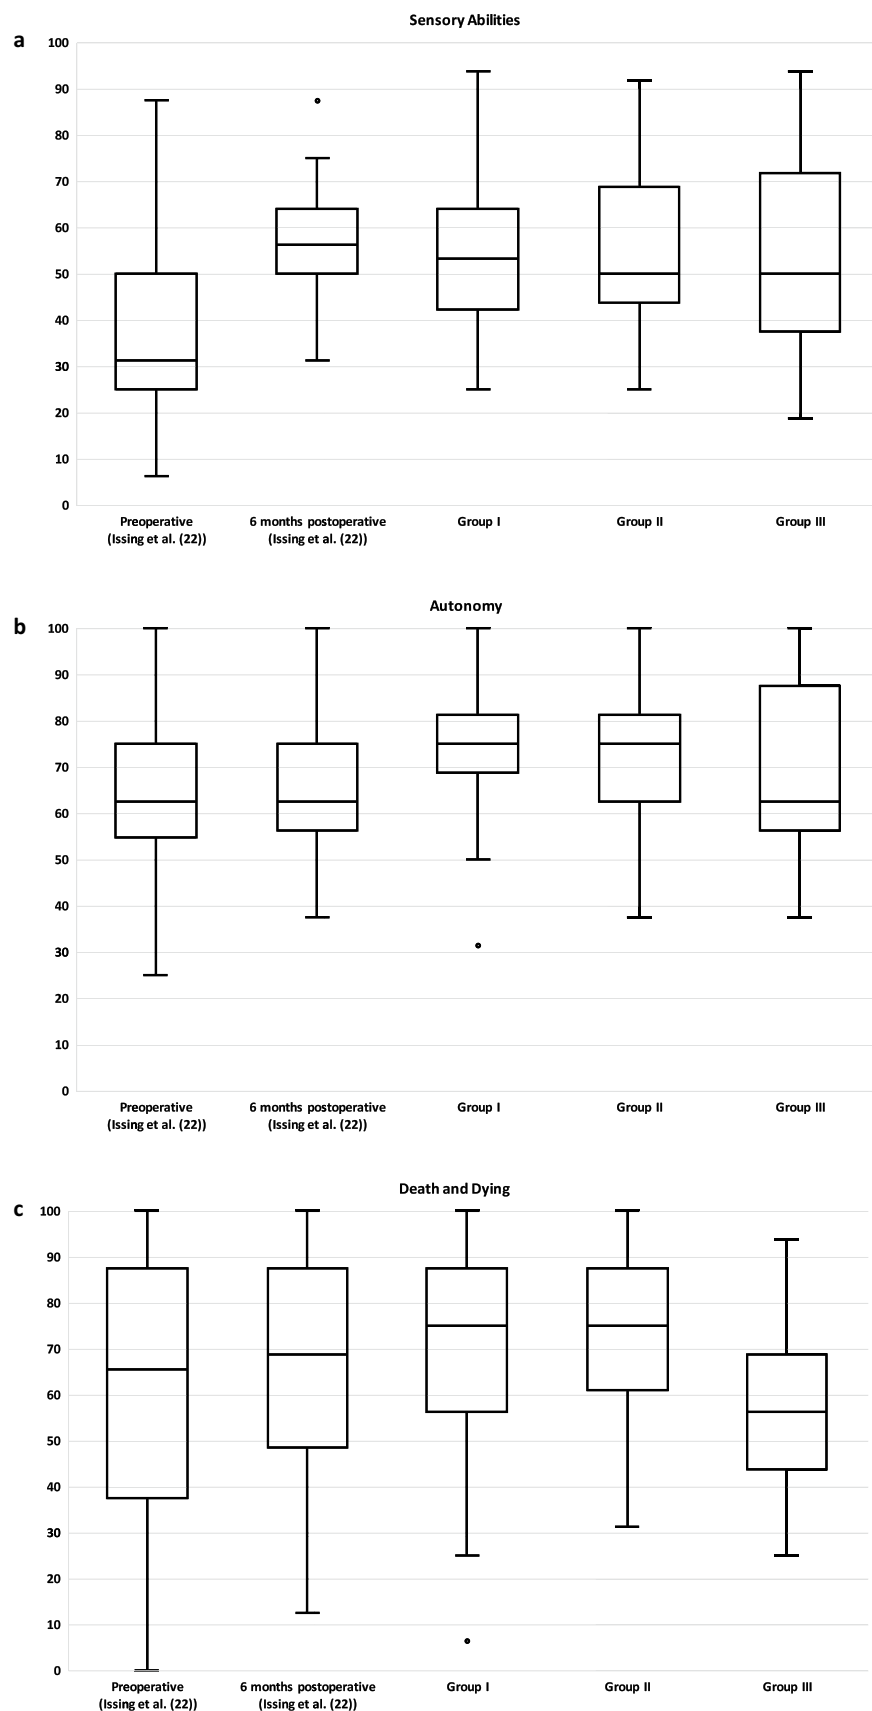 Sensory Abilities
a
100
90
80
70
60
50
40
30
20
10
0
Preoperative
(Issing et al. (22))
6 months postoperative
(Issing et al. (22))
Group I
Group II
Group III
Autonomy
b
100
90
80
70
60
50
40
30
20
10
0
Preoperative
(Issing et al. (22))
6 months postoperative
(Issing et al. (22))
Group I
Group II
Group III
Death and Dying
c
100
90
80
70
60
50
40
30
20
10
0
Preoperative
(Issing et al. (22))
6 months postoperative
(Issing et al. (22))
Group I
Group II
Group III